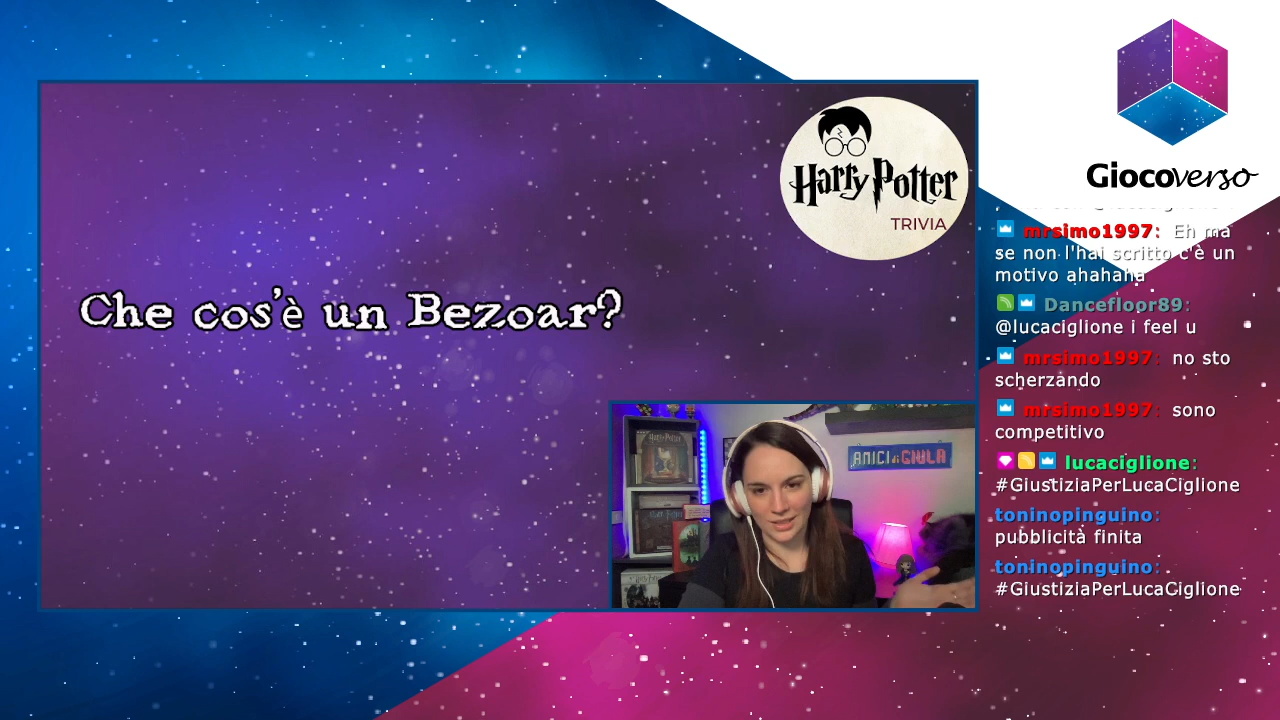 Harry Potter
TRIVIA
Che cos'è un Bezoar?
AMICI di GIULA
Giocoverso
mrsimo1997: Eh ma
se non l'hai scritto c'è un
motivo ahahaha
Dancefloor89:
@lucaciglione i feel u
mrsimo1997: no sto
scherzando
mrsimo1997: sono
competitivo
lucaciglione:
#GiustiziaPerLucaCiglione
toninopinguino:
pubblicità finita
toninopinguino:
#GiustiziaPerLucaCiglione